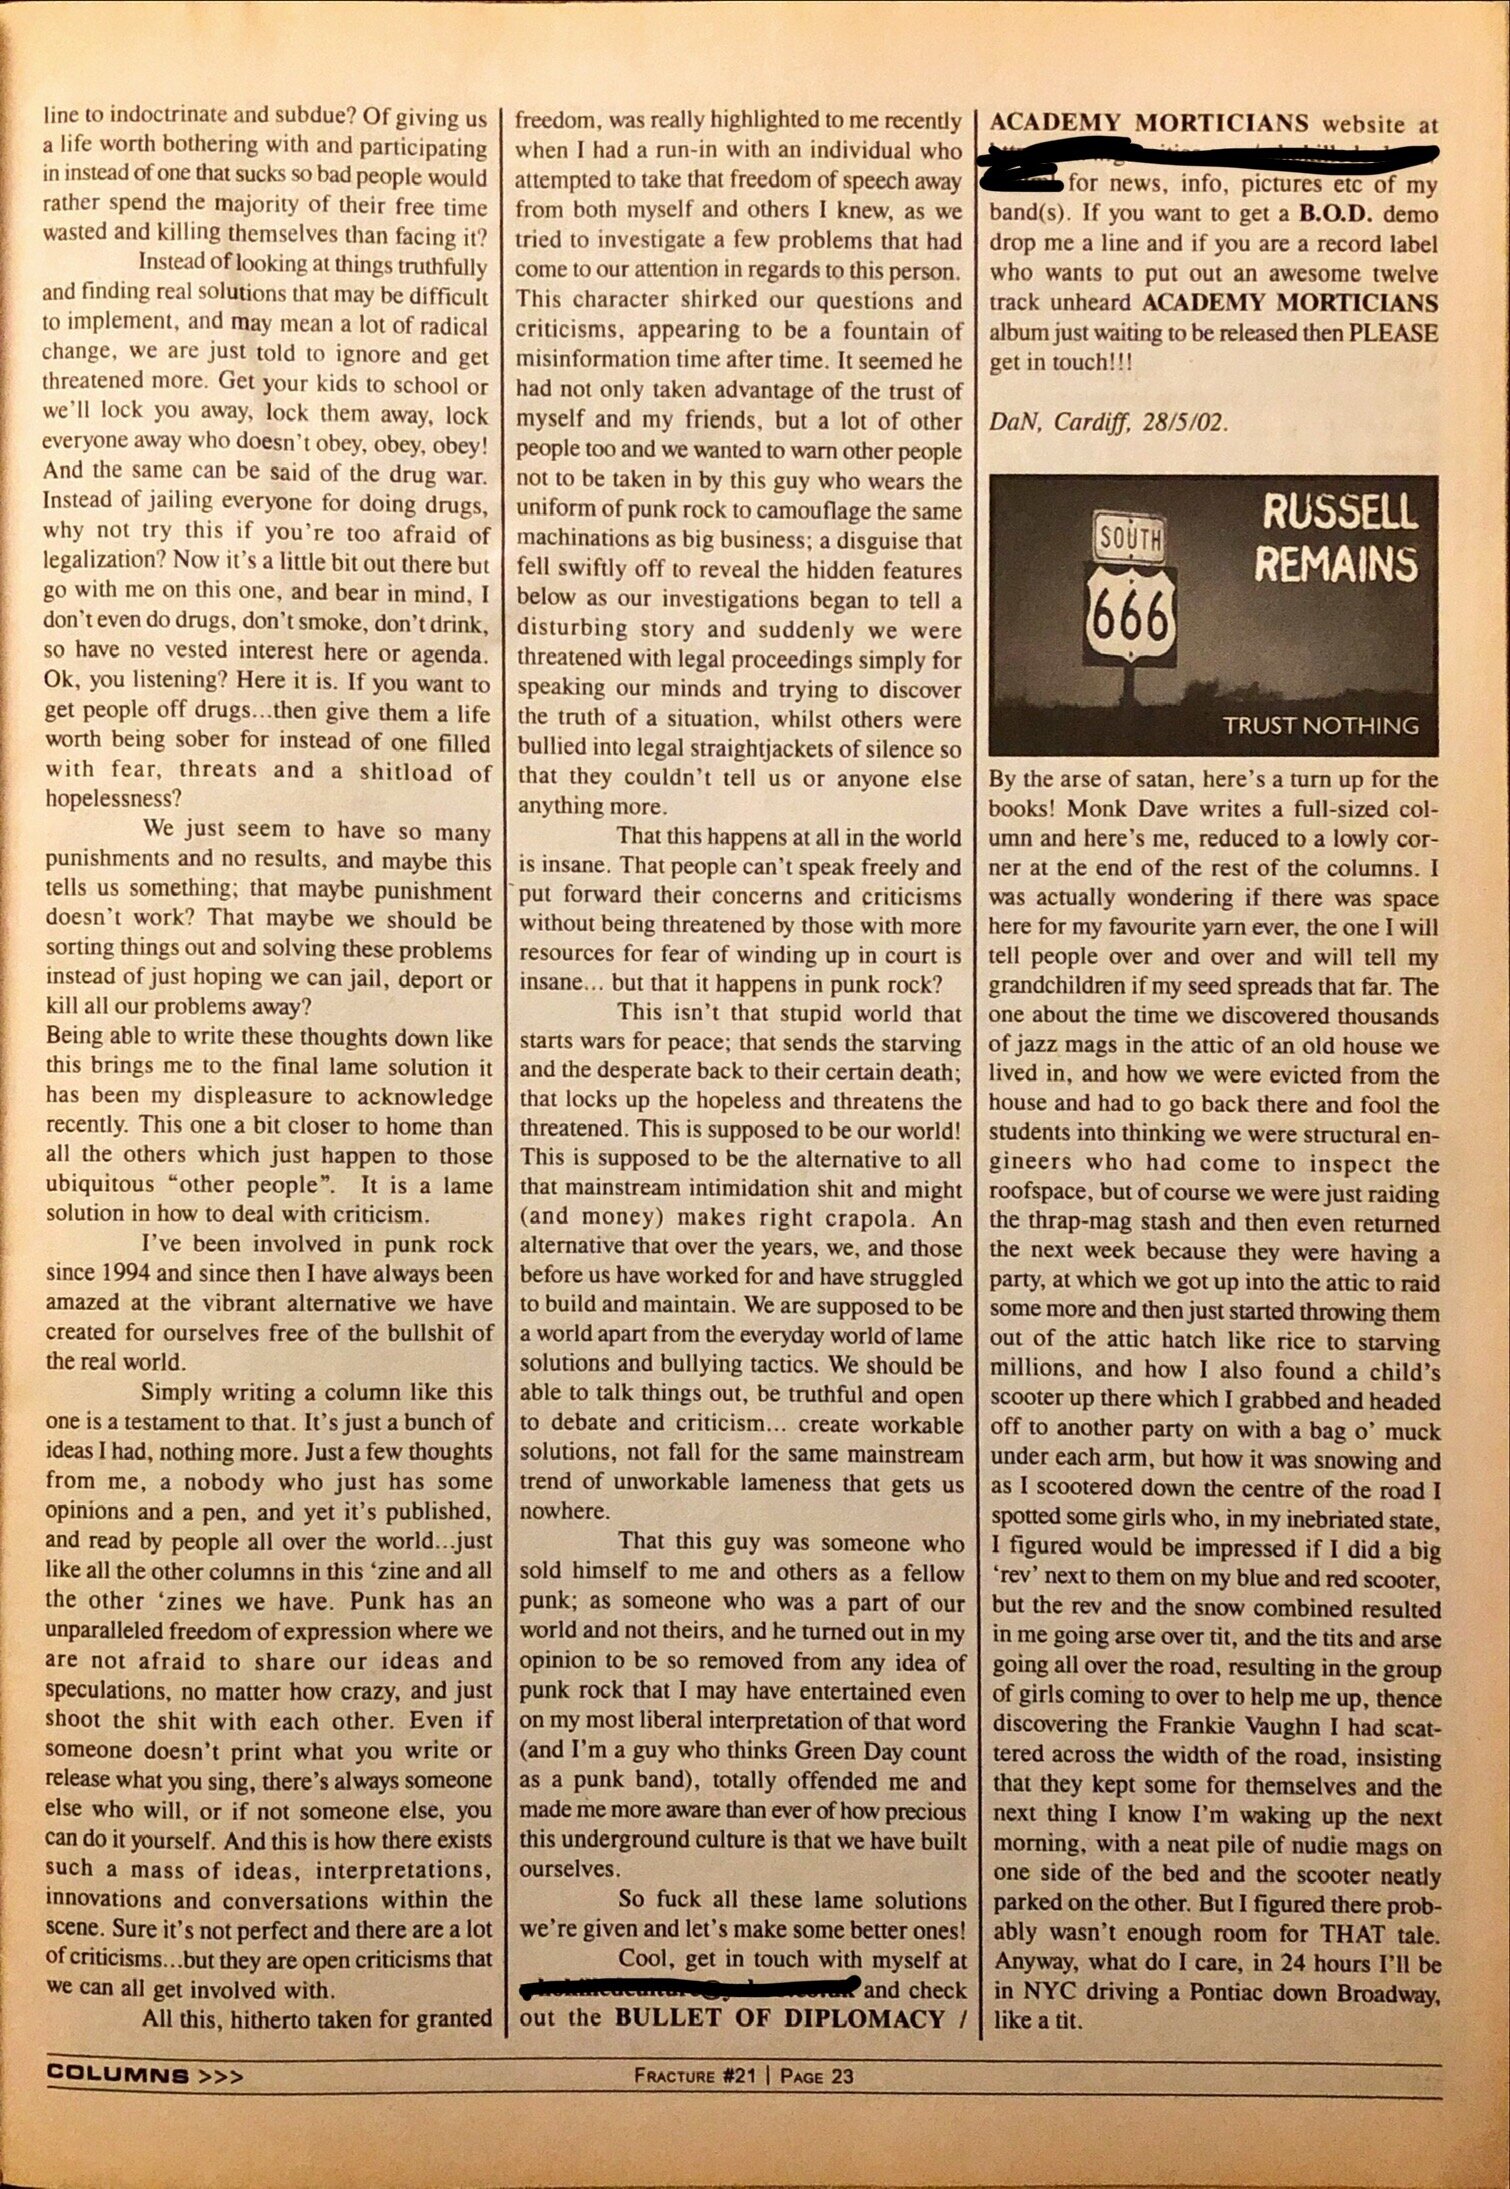 line to indoctrinate and subdue? Of giving us
a life worth bothering with and participating
in instead of one that sucks so bad people would
rather spend the majority of their free time
wasted and killing themselves than facing it?
Instead of looking at things truthfully
and finding real solutions that may be difficult
to implement, and may mean a lot of radical
change, we are just told to ignore and get
threatened more. Get your kids to school or
we'll lock you away, lock them away, lock
everyone away who doesn't obey, obey, obey!
And the same can be said of the drug war.
Instead of jailing everyone for doing drugs,
why not try this if you're too afraid of
legalization? Now it's a little bit out there but
go with me on this one, and bear in mind, I
don't even do drugs, don't smoke, don't drink,
so have no vested interest here or agenda.
Ok, you listening? Here it is. If you want to
get people off drugs...then give them a life
worth being sober for instead of one filled
with fear, threats and a shitload of
hopelessness?
We just seem to have so many
punishments and no results, and maybe this
tells us something; that maybe punishment
doesn't work? That maybe we should be
sorting things out and solving these problems
instead of just hoping we can jail, deport or
kill all our problems away?
Being able to write these thoughts down like
this brings me to the final lame solution it
has been my displeasure to acknowledge
recently. This one a bit closer to home than
all the others which just happen to those
ubiquitous “other people”. It is a lame
solution in how to deal with criticism.
I've been involved in punk rock
since 1994 and since then I have always been
amazed at the vibrant alternative we have
created for ourselves free of the bullshit of
the real world.
Simply writing a column like this
one is a testament to that. It's just a bunch of
ideas I had, nothing more. Just a few thoughts
from me, a nobody who just has some
opinions and a pen, and yet it's published,
and read by people all over the world...just
like all the other columns in this ‘zine and all
the other ‘zines we have. Punk has an
unparalleled freedom of expression where we
are not afraid to share our ideas and
speculations, no matter how crazy, and just
shoot the shit with each other. Even if
someone doesn't print what you write or
release what you sing, there's always someone
else who will, or if not someone else, you
can do it yourself. And this is how there exists
such a mass of ideas, interpretations,
innovations and conversations within the
scene. Sure it's not perfect and there are a lot
of criticisms...but they are open criticisms that
we can all get involved with.
All this, hitherto taken for granted
freedom, was really highlighted to me recently
when I had a run-in with an individual who
attempted to take that freedom of speech away
from both myself and others I knew, as we
tried to investigate a few problems that had
come to our attention in regards to this person.
This character shirked our questions and
criticisms, appearing to be a fountain of
misinformation time after time. It seemed he
had not only taken advantage of the trust of
myself and my friends, but a lot of other
people too and we wanted to warn other people
not to be taken in by this guy who wears the
uniform of punk rock to camouflage the same
machinations as big business; a disguise that
fell swiftly off to reveal the hidden features
below as our investigations began to tell a
disturbing story and suddenly we were
threatened with legal proceedings simply for
speaking our minds and trying to discover
the truth of a situation, whilst others were
bullied into legal straightjackets of silence so
that they couldn't tell us or anyone else
anything more.
That this happens at all in the world
is insane. That people can't speak freely and
put forward their concerns and criticisms
without being threatened by those with more
resources for fear of winding up in court is
insane... but that it happens in punk rock?
This isn't that stupid world that
starts wars for peace; that sends the starving
and the desperate back to their certain death;
that locks up the hopeless and threatens the
threatened. This is supposed to be our world!
This is supposed to be the alternative to all
that mainstream intimidation shit and might
(and money) makes right crapola. An
alternative that over the years, we, and those
before us have worked for and have struggled
to build and maintain. We are supposed to be
a world apart from the everyday world of lame
solutions and bullying tactics. We should be
able to talk things out, be truthful and open
to debate and criticism... create workable
solutions, not fall for the same mainstream
trend of unworkable lameness that gets us
nowhere.
That this guy was someone who
sold himself to me and others as a fellow
punk; as someone who was a part of our
world and not theirs, and he turned out in my
opinion to be so removed from any idea of
punk rock that I may have entertained even
on my most liberal interpretation of that word
(and I'm a guy who thinks Green Day count
as a punk band), totally offended me and
made me more aware than ever of how precious
this underground culture is that we have built
ourselves.
So fuck all these lame solutions
we're given and let's make some better ones!
Cool, get in touch with myself at
and check
out the BULLET OF DIPLOMACY /
ACADEMY MORTICIANS website at
for news, info, pictures etc of my
band(s). If you want to get a B.O.D. demo
drop me a line and if you are a record label
who wants to put out an awesome twelve
track unheard ACADEMY MORTICIANS
album just waiting to be released then PLEASE
get in touch!!!
DaN, Cardiff, 28/5/02.
RUSSELL
REMAINS
SOUTH
666
TRUST NOTHING
By the arse of satan, here's a turn up for the
books! Monk Dave writes a full-sized col-
umn and here's me, reduced to a lowly cor-
ner at the end of the rest of the columns. I
was actually wondering if there was space
here for my favourite yarn ever, the one I will
tell people over and over and will tell my
grandchildren if my seed spreads that far. The
one about the time we discovered thousands
of jazz mags in the attic of an old house we
lived in, and how we were evicted from the
house and had to go back there and fool the
students into thinking we were structural en-
gineers who had come to inspect the
roofspace, but of course we were just raiding
the thrap-mag stash and then even returned
the next week because they were having a
party, at which we got up into the attic to raid
some more and then just started throwing them
out of the attic hatch like rice to starving
millions, and how I also found a child's
scooter up there which I grabbed and headed
off to another party on with a bag o' muck
under each arm, but how it was snowing and
as I scootered down the centre of the road I
spotted some girls who, in my inebriated state,
I figured would be impressed if I did a big
‘rev’ next to them on my blue and red scooter,
but the rev and the snow combined resulted
in me going arse over tit, and the tits and arse
going all over the road, resulting in the group
of girls coming to over to help me up, thence
discovering the Frankie Vaughn I had scat-
tered across the width of the road, insisting
that they kept some for themselves and the
next thing I know I'm waking up the next
morning, with a neat pile of nudie mags on
one side of the bed and the scooter neatly
parked on the other. But I figured there prob-
ably wasn't enough room for THAT tale.
Anyway, what do I care, in 24 hours I'll be
in NYC driving a Pontiac down Broadway,
like a tit.
COLUMNS >>>
FRACTURE #21 | PAGE 23